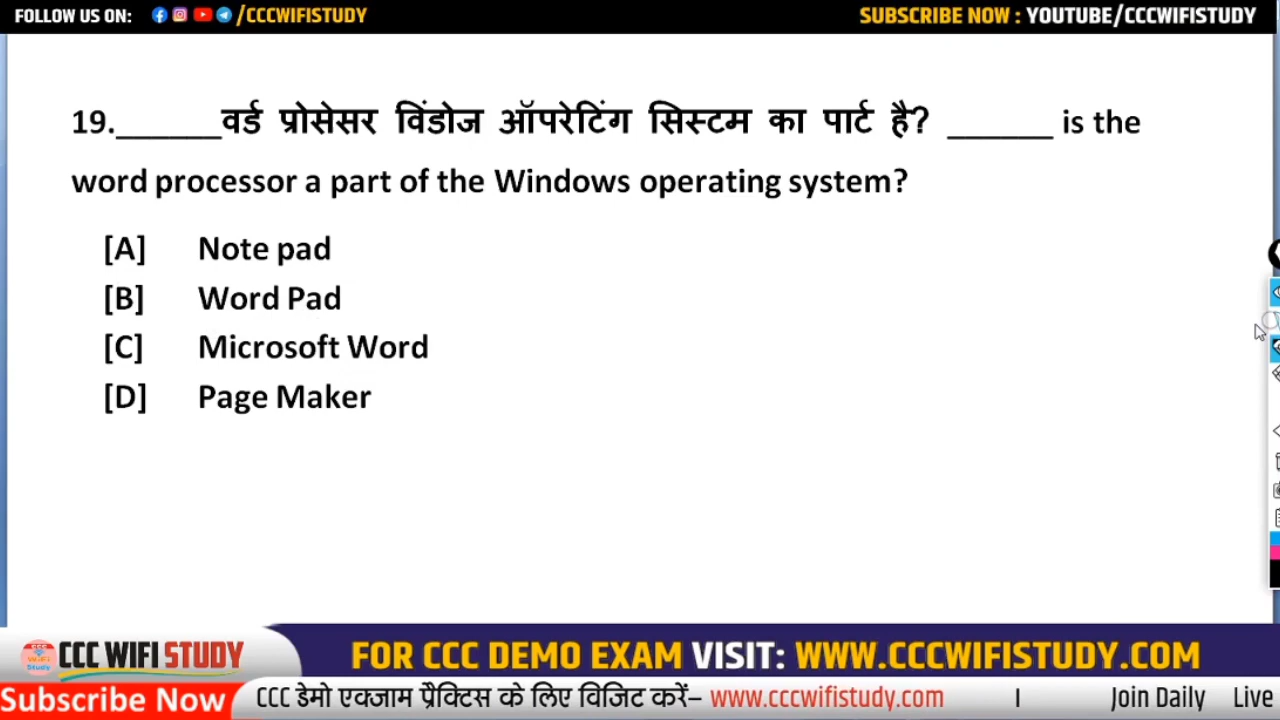 FOLLOW US ON: /CCCWIFISTUDY
SUBSCRIBE NOW : YOUTUBE/CCCWIFISTUDY
19.______वर्ड प्रोसेसर विंडोज ऑपरेटिंग सिस्टम का पार्ट है? ______ is the
word processor a part of the Windows operating system?
[A] Note pad
[B] Word Pad
[C] Microsoft Word
[D] Page Maker
CCC WIFI STUDY
FOR CCC DEMO EXAM VISIT: WWW.CCCWIFISTUDY.COM
Subscribe Now
CCC डेमो एक्जाम प्रैक्टिस के लिए विजिट करें– www.cccwifistudy.com I Join Daily Live